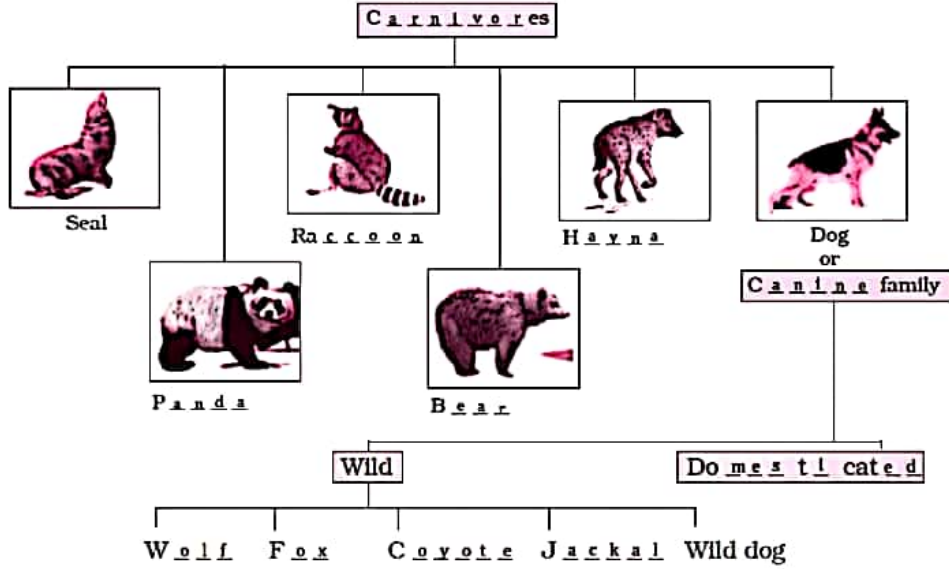 Carnivores
Seal
Raccoon
Hayna
Dog
or
Canine family
Panda
Bear
Wild
Domesticated
Wolf Fox Coyote Jackal Wild dog